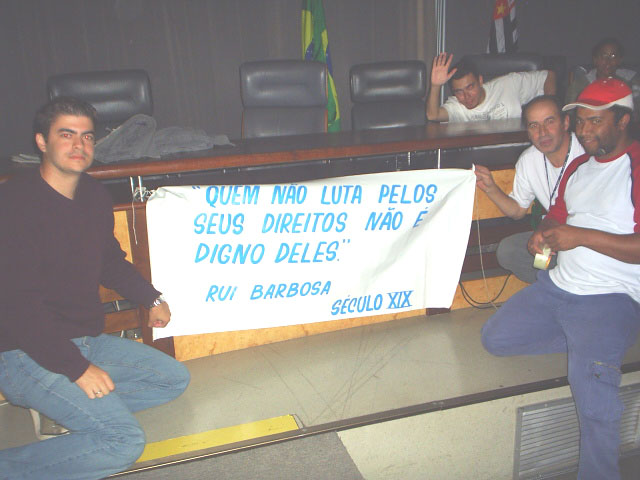 "QUEM NÃO LUTA PELOS
SEUS DIREITOS NÃO É
DIGNO DELES."
RUI BARBOSA
SÉCULO XIX